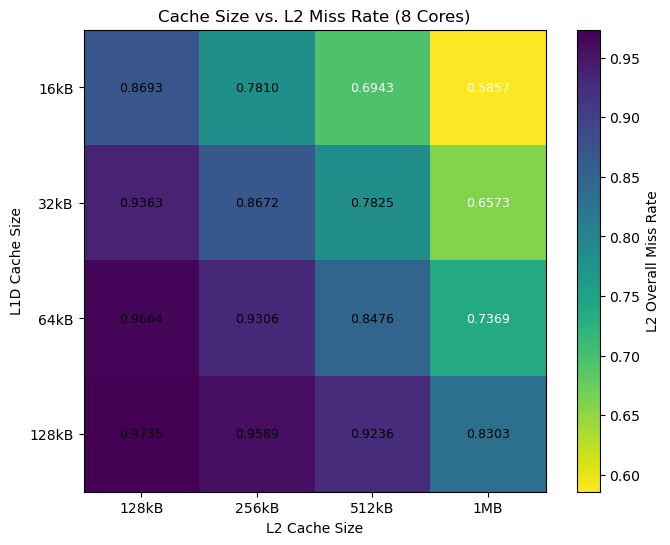 Cache Size vs. L2 Miss Rate (8 Cores)
L1D Cache Size
16kB
0.8693 0.7810 0.6943 0.5857
32kB
0.9363 0.8672 0.7825 0.6573
64kB
0.9664 0.9306 0.8476 0.7369
128kB
0.9735 0.9589 0.9236 0.8303
128kB 256kB 512kB 1MB
L2 Cache Size
0.95
0.90
0.85
0.80
0.75
0.70
0.65
0.60
L2 Overall Miss Rate